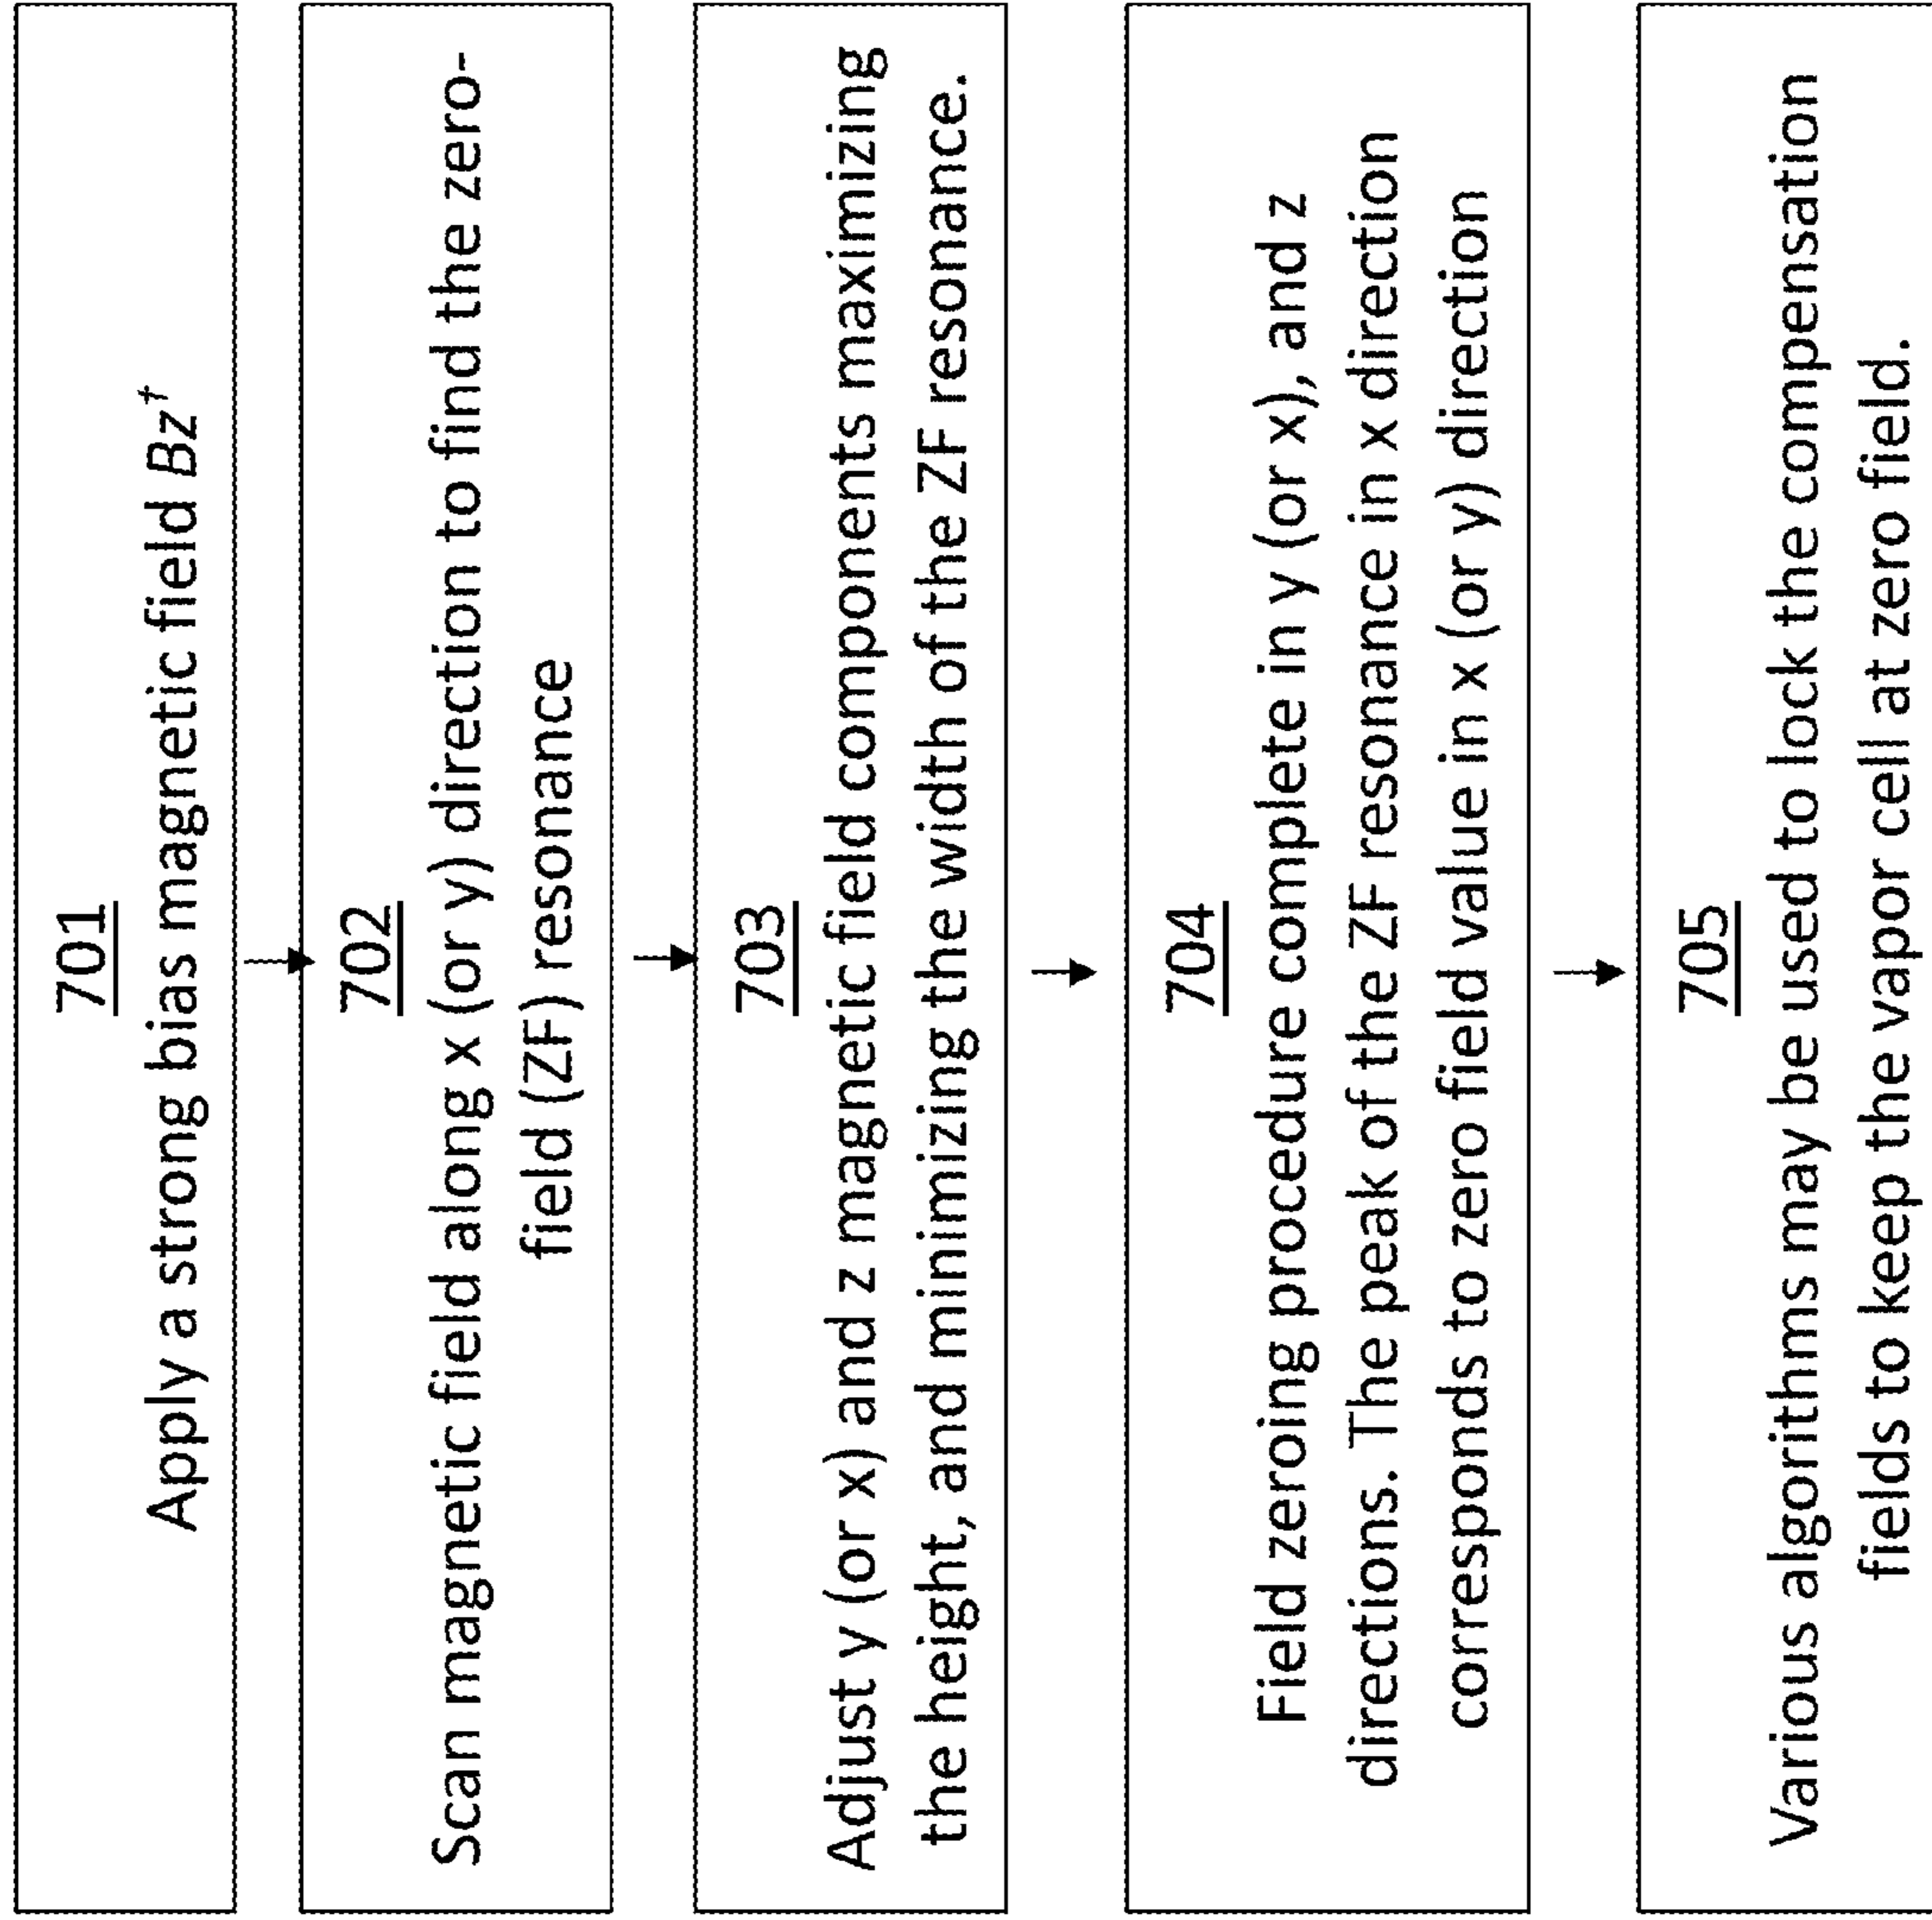 701
Apply a strong bias magnetic field Bz†
702
Scan magnetic field along x (or y) direction to find the zero-
field (ZF) resonance
703
Adjust y (or x) and z magnetic field components maximizing
the height, and minimizing the width of the ZF resonance.
704
Field zeroing procedure complete in y (or x), and z
directions. The peak of the ZF resonance in x direction
corresponds to zero field value in x (or y) direction
705
Various algorithms may be used to lock the compensation
fields to keep the vapor cell at zero field.